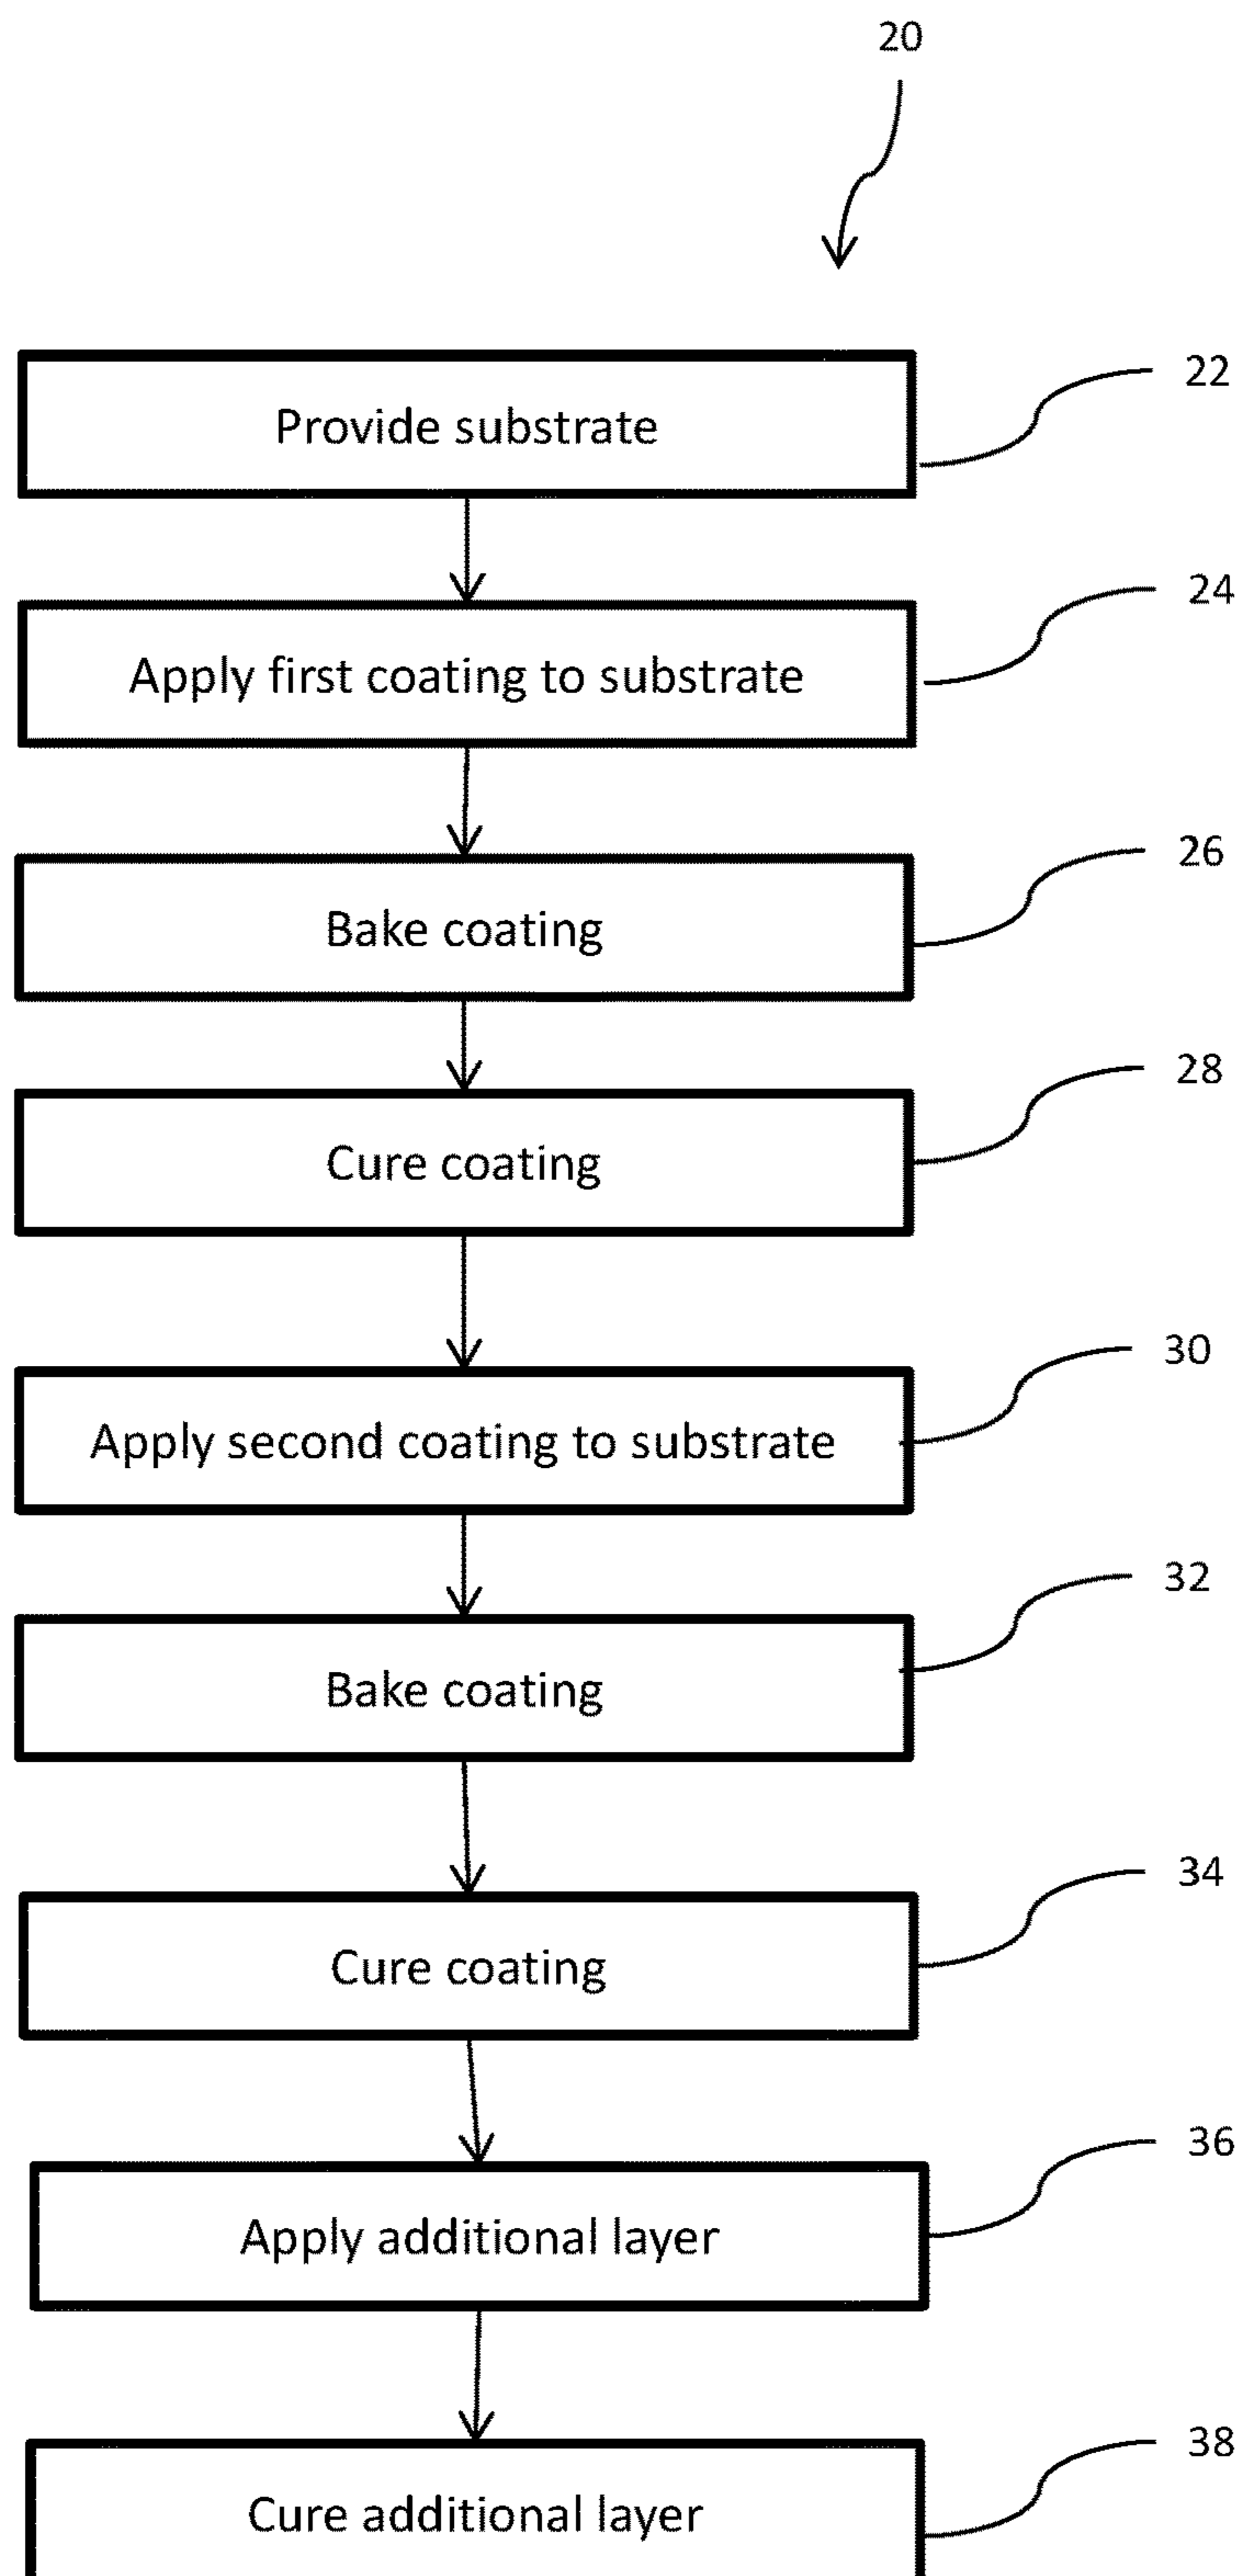 20
Provide substrate
22
Apply first coating to substrate
24
Bake coating
26
Cure coating
28
Apply second coating to substrate
30
Bake coating
32
Cure coating
34
Apply additional layer
36
Cure additional layer
38